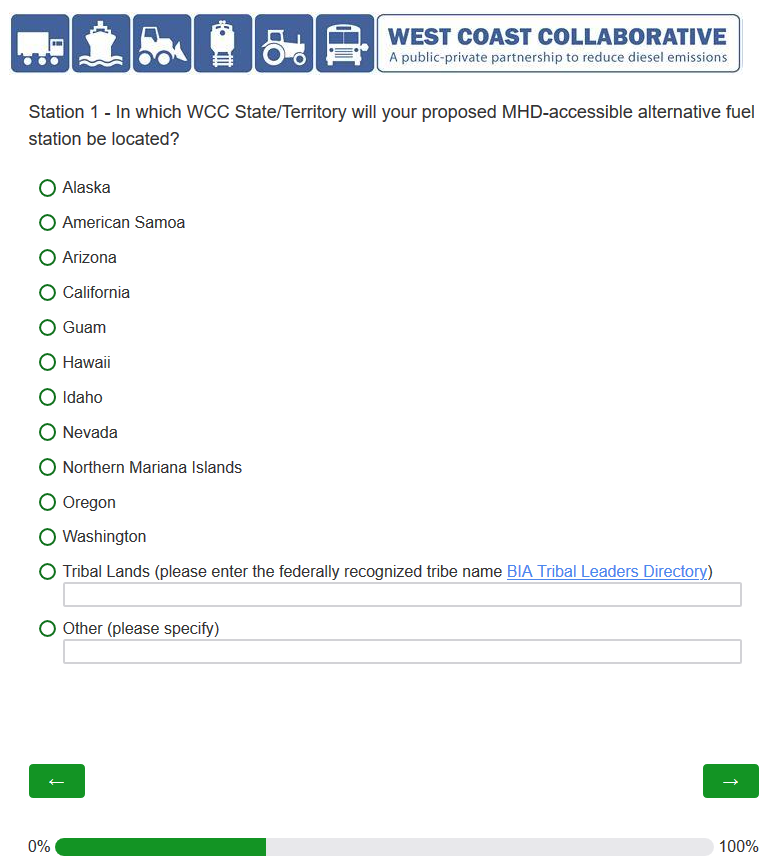 WEST COAST COLLABORATIVE
A public-private partnership to reduce diesel emissions
Station 1 - In which WCC State/Territory will your proposed MHD-accessible alternative fuel
station be located?
Alaska
American Samoa
Arizona
California
Guam
Hawaii
Idaho
Nevada
Northern Mariana Islands
Oregon
Washington
Tribal Lands (please enter the federally recognized tribe name BIA Tribal Leaders Directory)
Other (please specify)
← →
0% 100%